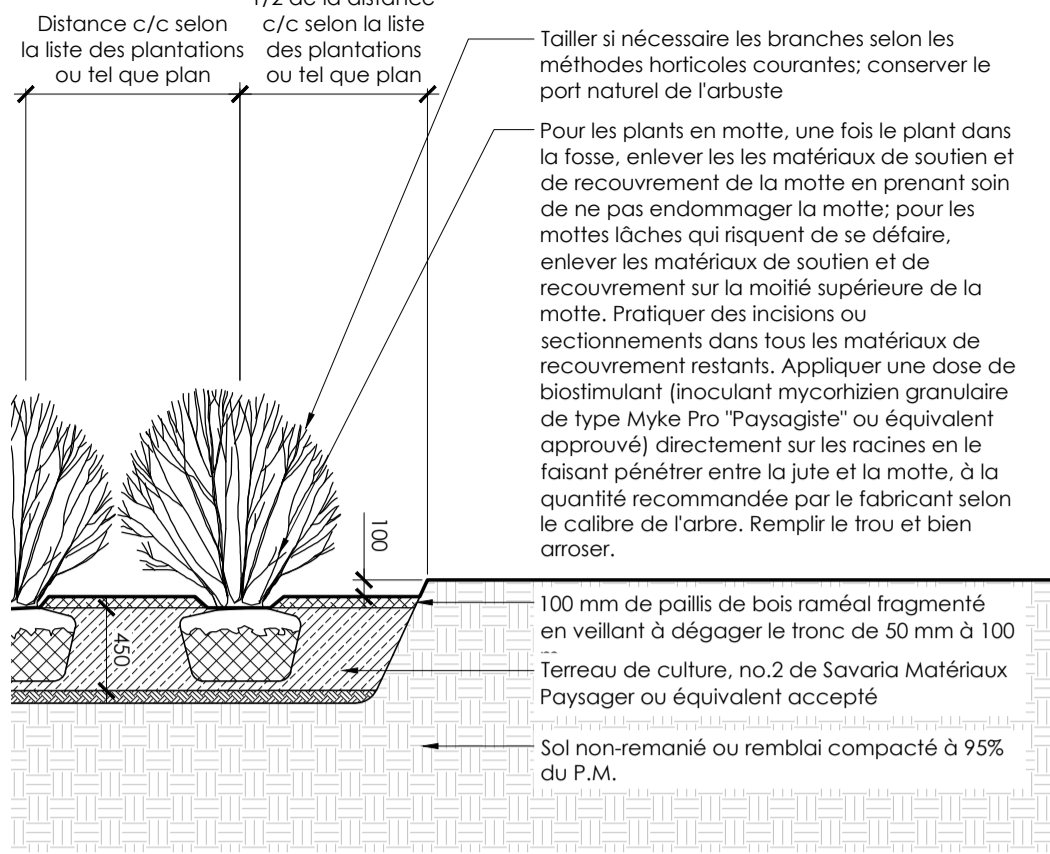 Distance c/c selon
la liste des plantations
ou tel que plan
1/2 de la distance
c/c selon la liste
des plantations
ou tel que plan
Tailler si nécessaire les branches selon les
méthodes horticoles courantes; conserver le
port naturel de l'arbuste
Pour les plants en motte, une fois le plant dans
la fosse, enlever les les matériaux de soutien et
de recouvrement de la motte en prenant soin
de ne pas endommager la motte; pour les
mottes lâches qui risquent de se défaire,
enlever les matériaux de soutien et de
recouvrement sur la moitié supérieure de la
motte. Pratiquer des incisions ou
sectionnements dans tous les matériaux de
recouvrement restants. Appliquer une dose de
biostimulant (inoculant mycorhizien granulaire
de type Myke Pro "Paysagiste" ou équivalent
approuvé) directement sur les racines en le
faisant pénétrer entre la jute et la motte, à la
quantité recommandée par le fabricant selon
le calibre de l'arbre. Remplir le trou et bien
arroser.
100
450
100 mm de paillis de bois raméal fragmenté
en veillant à dégager le tronc de 50 mm à 100
Terreau de culture, no.2 de Savaria Matériaux
Paysager ou équivalent accepté
Sol non-remanié ou remblai compacté à 95%
du P.M.